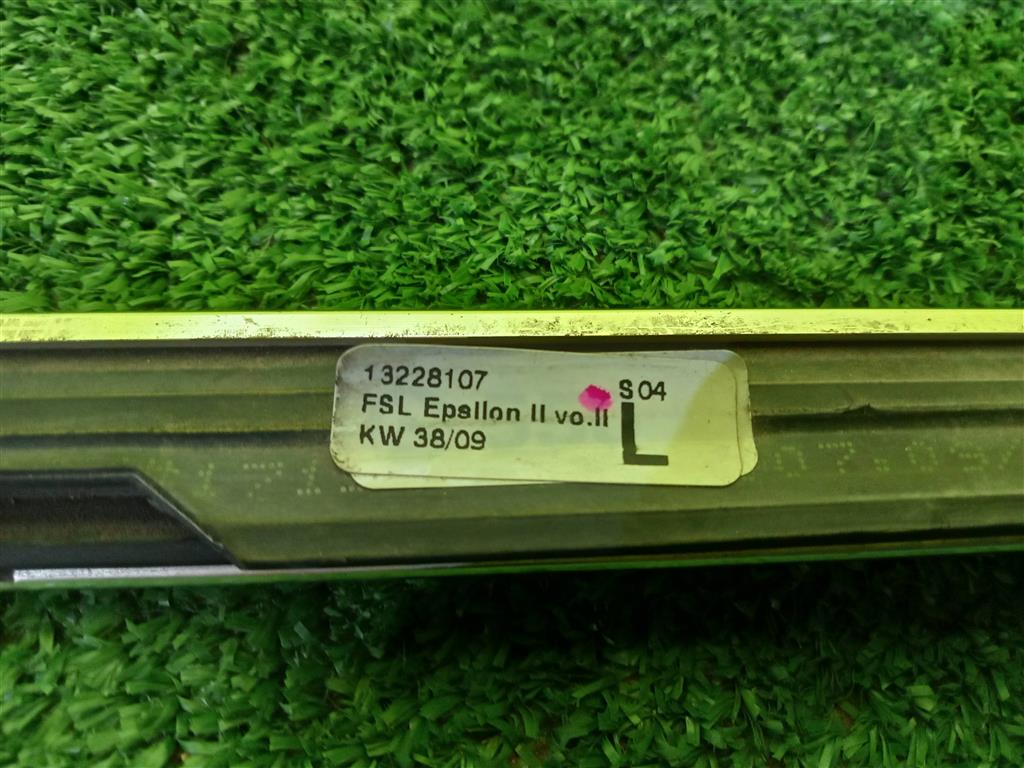 13228107
FSL Epsilon II vo.li
KW 38/09
S04
L